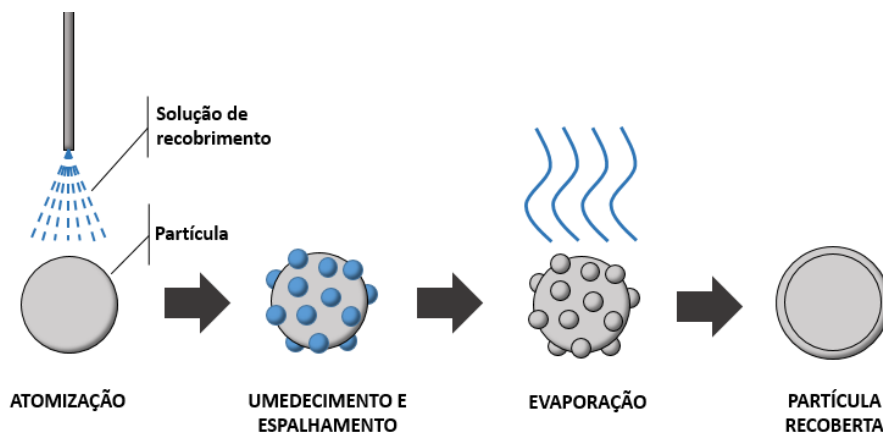 Solução de
recobrimento
Partícula
ATOMIZAÇÃO
UMEDECIMENTO E
ESPALHAMENTO
EVAPORAÇÃO
PARTÍCULA
RECOBERTA